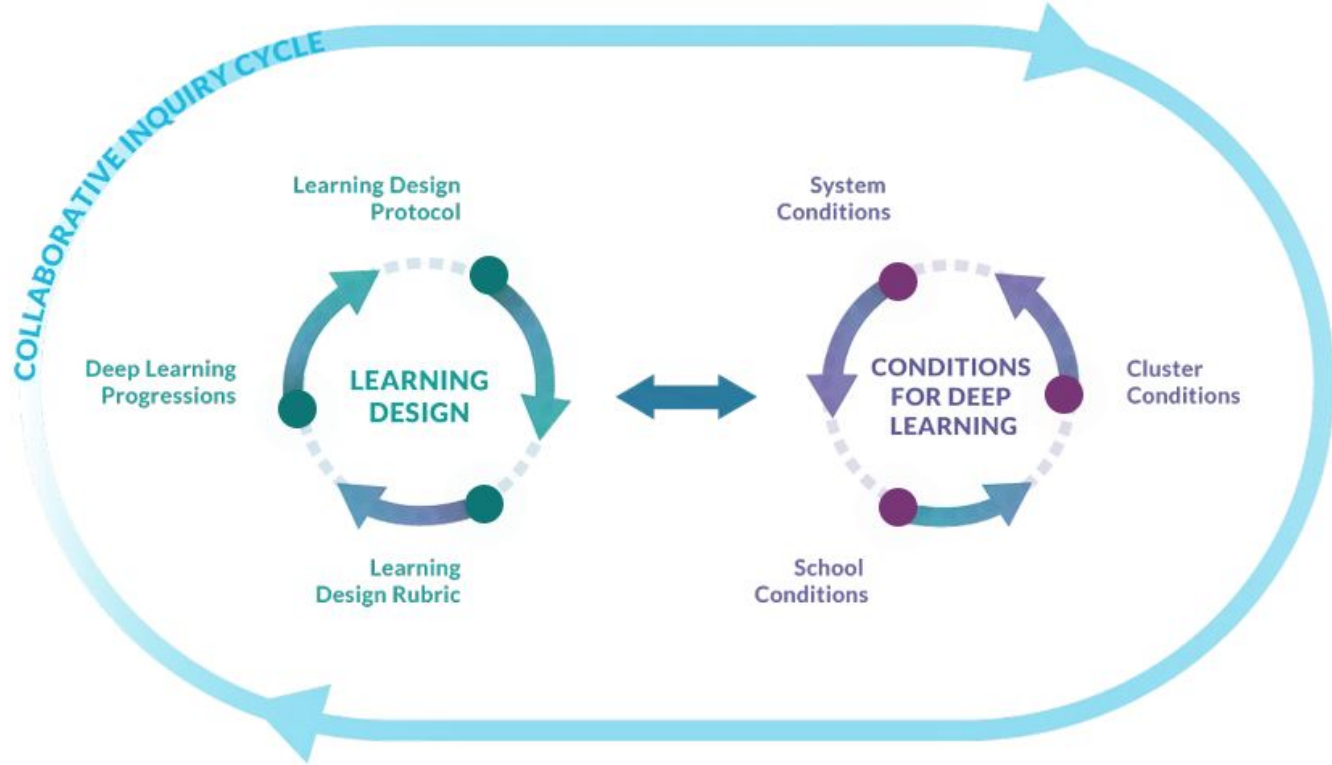 COLLABORATIVE INQUIRY CYCLE
Learning Design
Protocol
Deep Learning
Progressions
LEARNING
DESIGN
Learning
Design Rubric
System
Conditions
CONDITIONS
FOR DEEP
LEARNING
Cluster
Conditions
School
Conditions